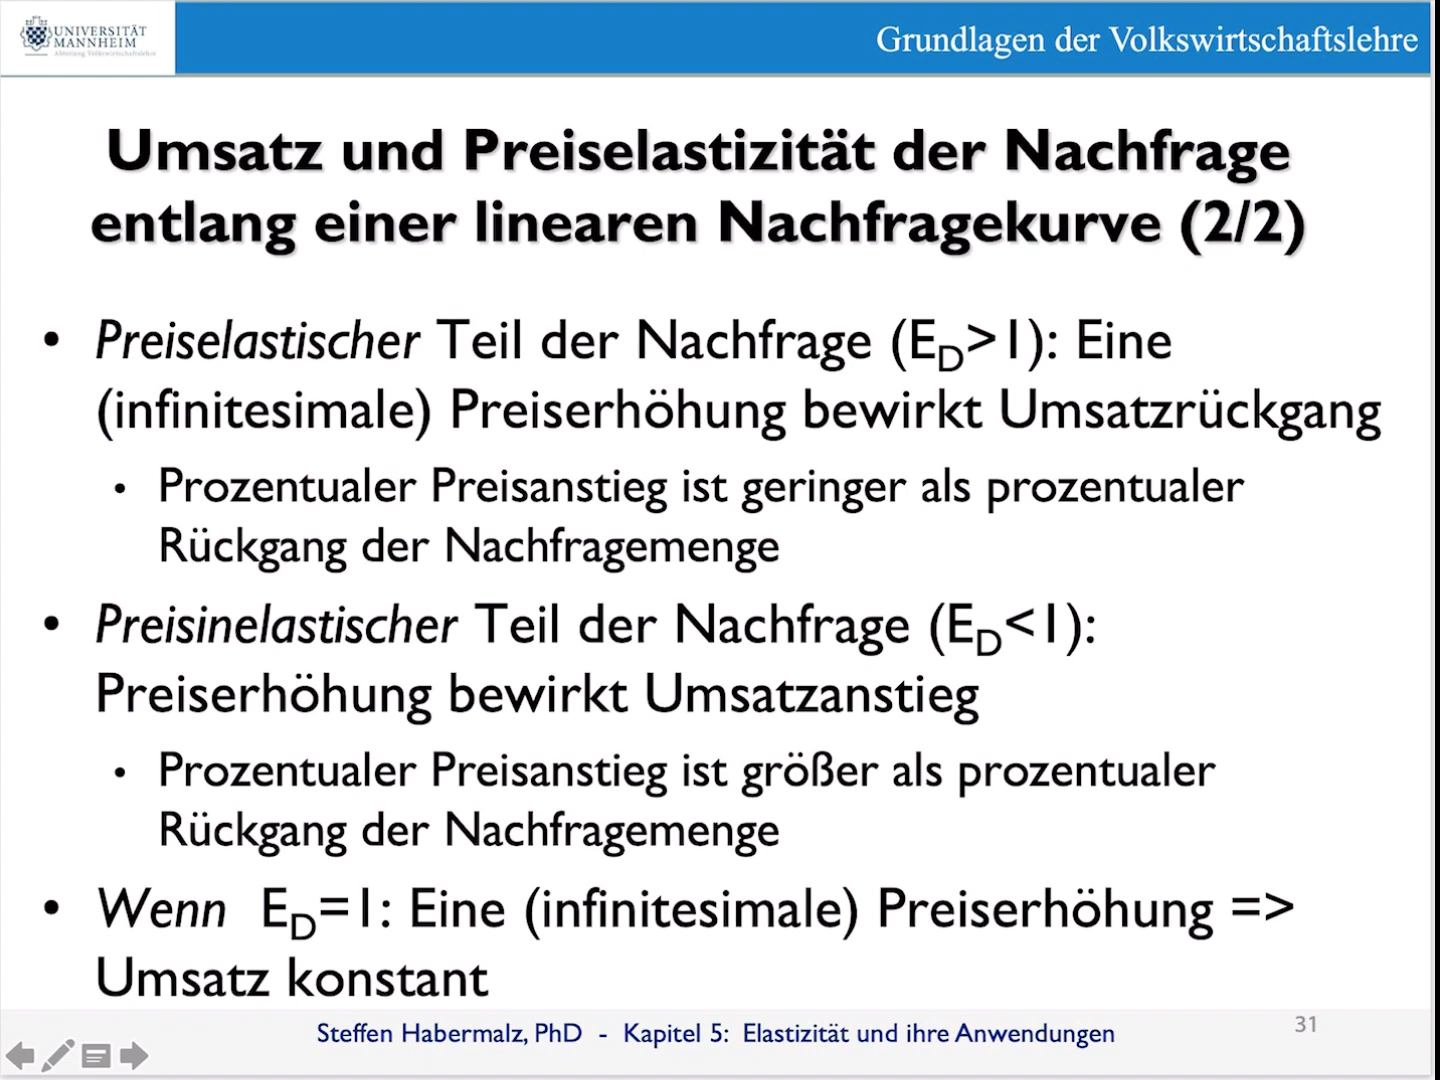 UNIVERSITÄT
MANNHEIM
Abteilung Volkswirtschaftslehre
Grundlagen der Volkswirtschaftslehre
Umsatz und Preiselastizität der Nachfrage
entlang einer linearen Nachfragekurve (2/2)
• Preiselastischer Teil der Nachfrage (E_D>1): Eine
(infinitesimale) Preiserhöhung bewirkt Umsatzrückgang
• Prozentualer Preisanstieg ist geringer als prozentualer
Rückgang der Nachfragemenge
• Preisinelastischer Teil der Nachfrage (E_D<1):
Preiserhöhung bewirkt Umsatzanstieg
• Prozentualer Preisanstieg ist größer als prozentualer
Rückgang der Nachfragemenge
• Wenn E_D=1: Eine (infinitesimale) Preiserhöhung =>
Umsatz konstant
Steffen Habermalz, PhD - Kapitel 5: Elastizität und ihre Anwendungen
31